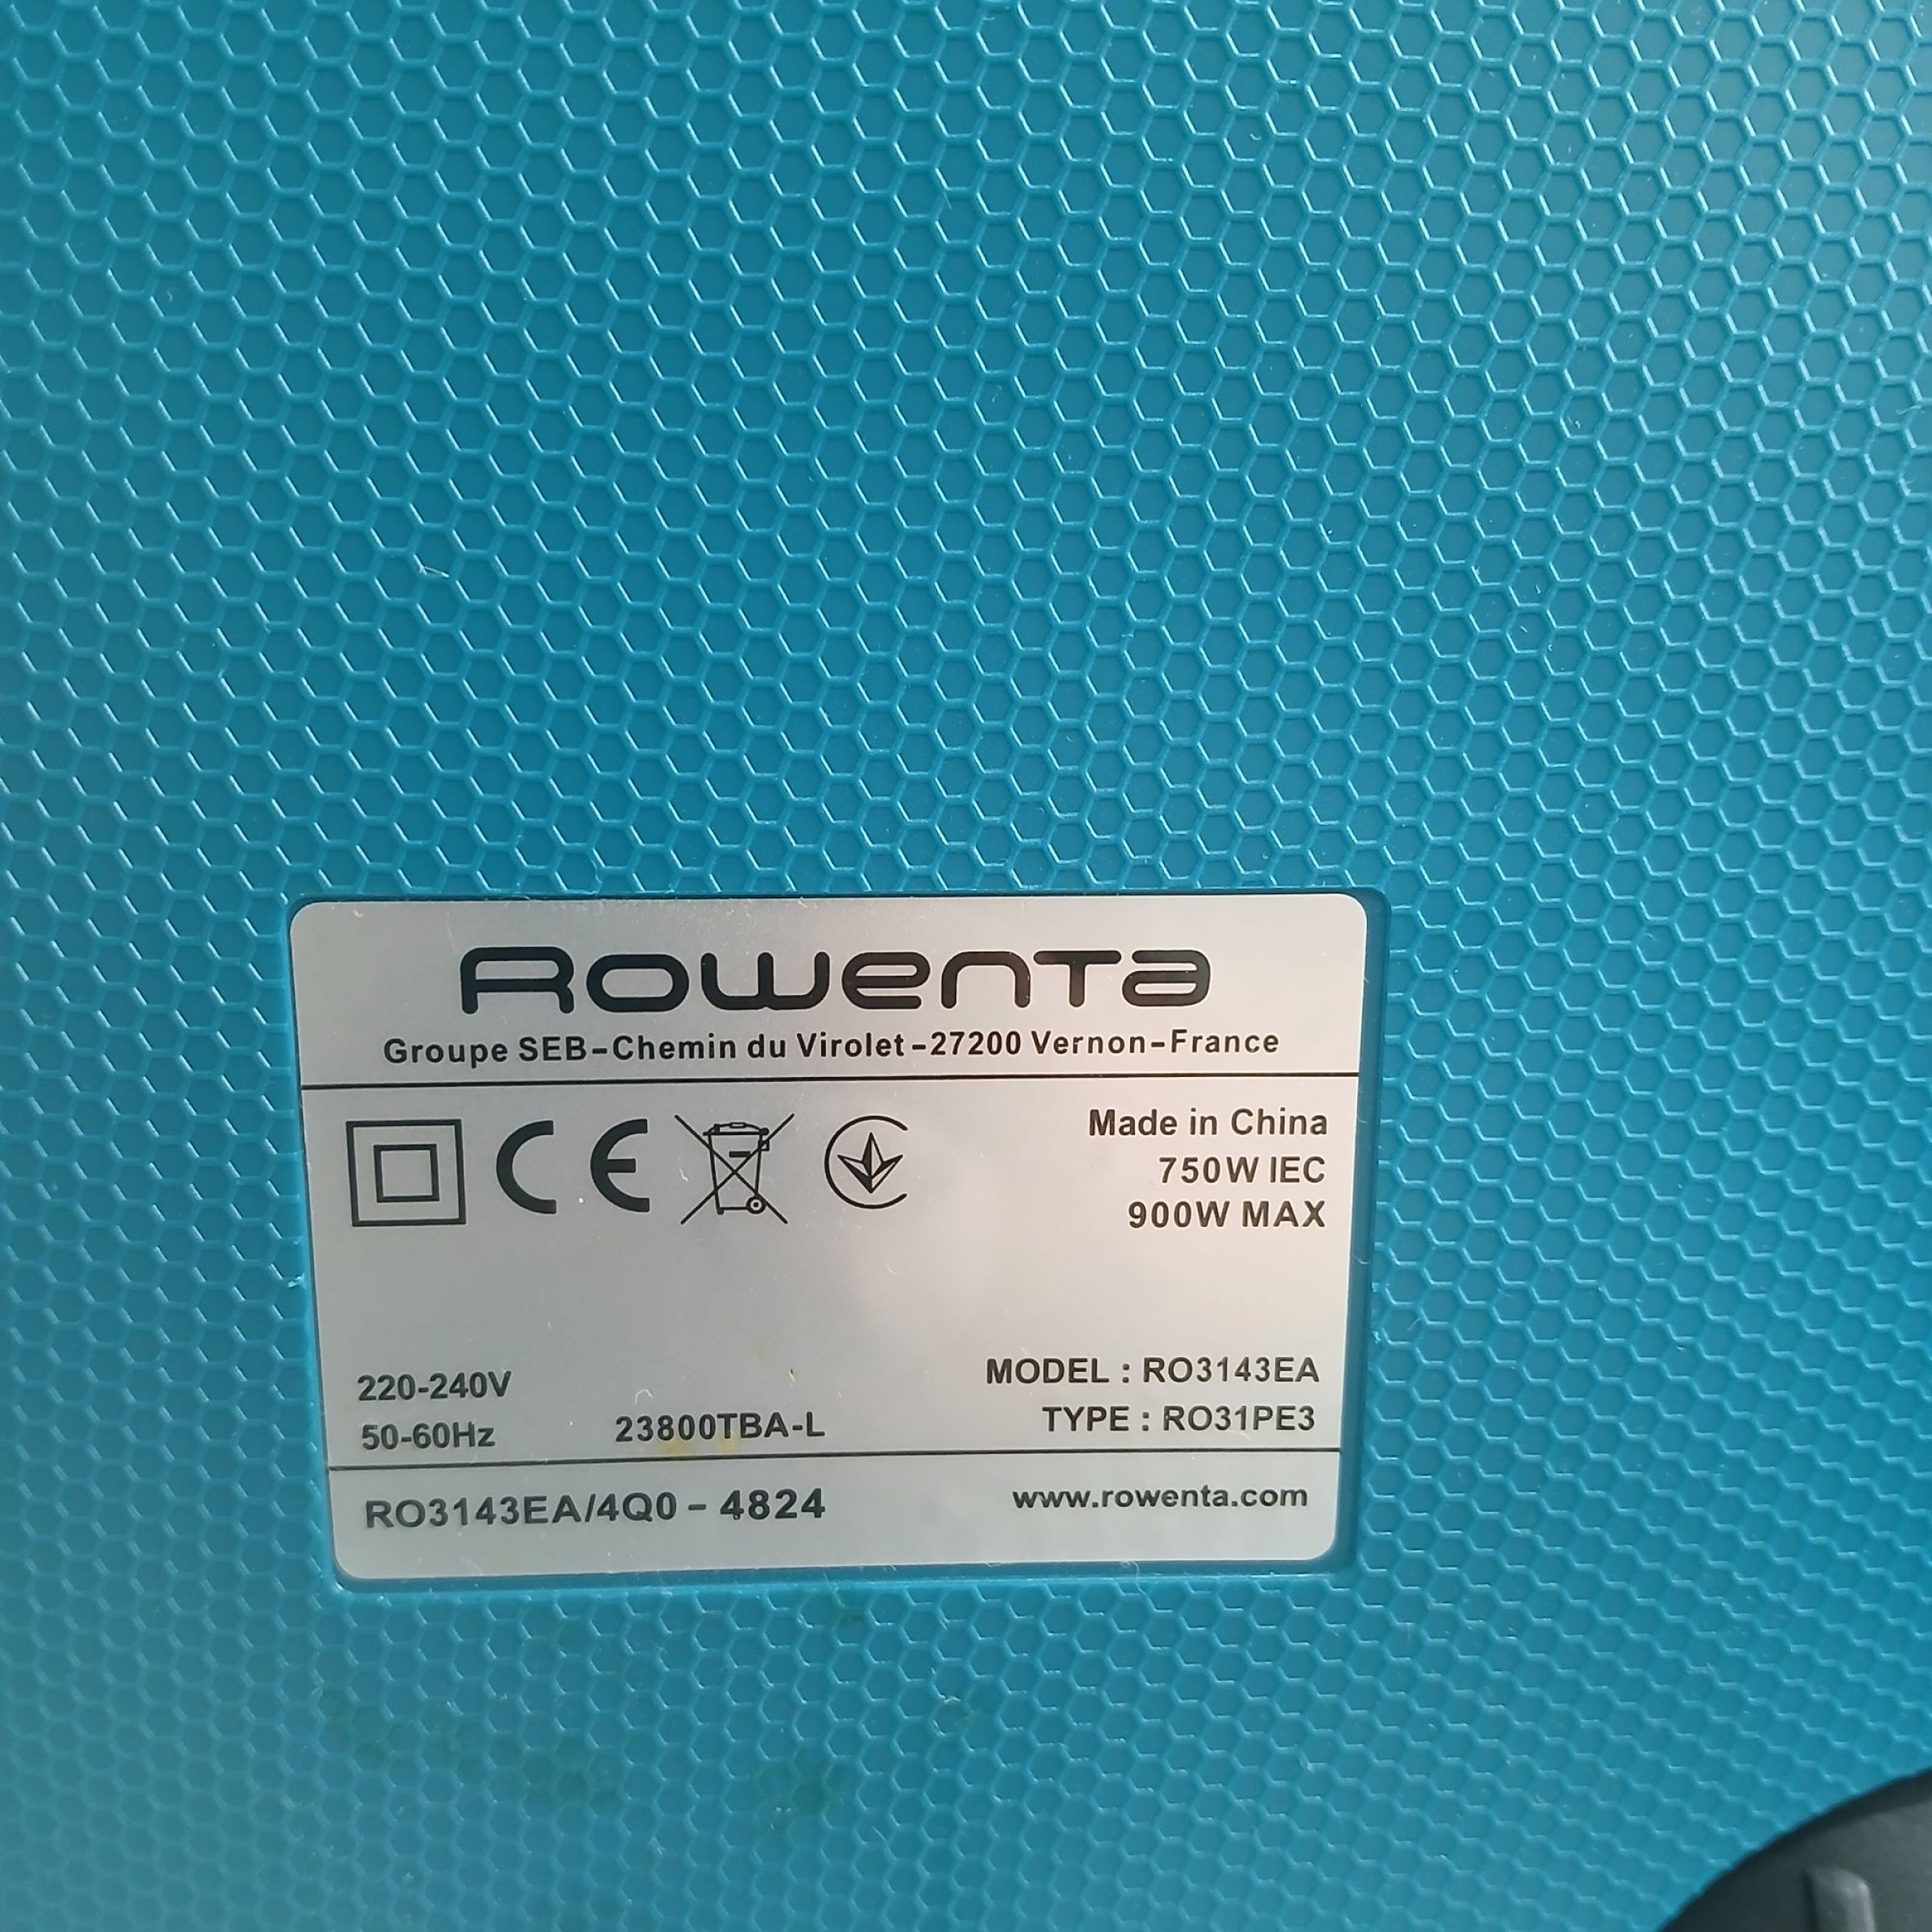 Rowenta
Groupe SEB-Chemin du Virolet-27200 Vernon-France
CE
Made in China
750W IEC
900W MAX
220-240V
50-60Hz
23800TBA-L
MODEL : RO3143EA
TYPE : RO31PE3
RO3143EA/4Q0 - 4824
www.rowenta.com